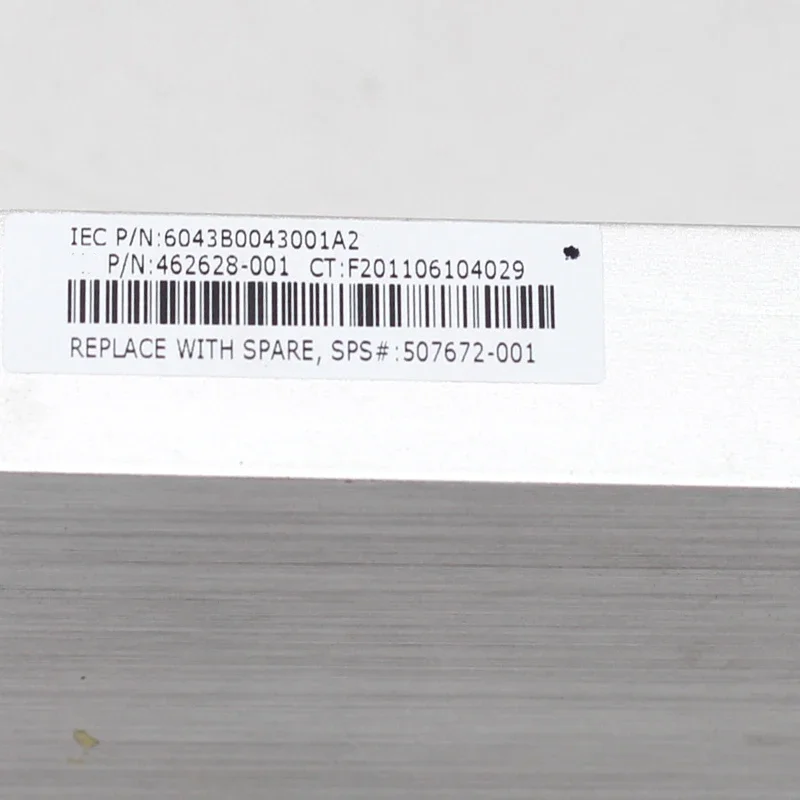 IEC P/N:6043B0043001A2
P/N:462628-001 CT:F201106104029
REPLACE WITH SPARE, SPS#:507672-001